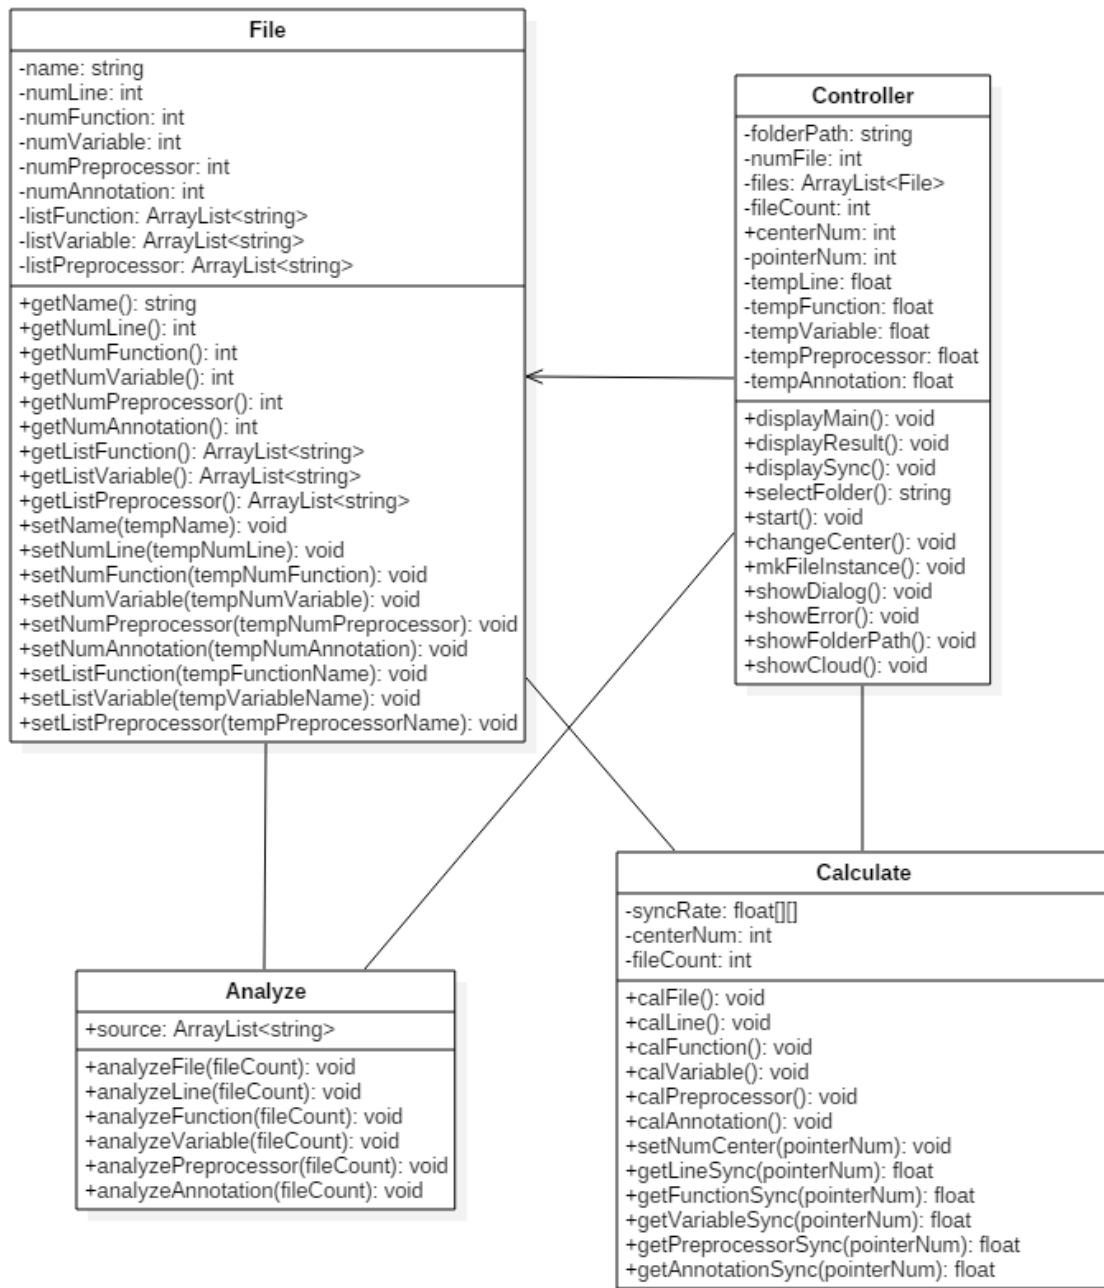 File
-name: string
-numLine: int
-numFunction: int
-numVariable: int
-numPreprocessor: int
-numAnnotation: int
-listFunction: ArrayList<string>
-listVariable: ArrayList<string>
-listPreprocessor: ArrayList<string>
+getName(): string
+getNumLine(): int
+getNumFunction(): int
+getNumVariable(): int
+getNumPreprocessor(): int
+getNumAnnotation(): int
+getListFunction(): ArrayList<string>
+getListVariable(): ArrayList<string>
+getListPreprocessor(): ArrayList<string>
+setName(tempName): void
+setNumLine(tempNumLine): void
+setNumFunction(tempNumFunction): void
+setNumVariable(tempNumVariable): void
+setNumPreprocessor(tempNumPreprocessor): void
+setNumAnnotation(tempNumAnnotation): void
+setListFunction(tempFunctionName): void
+setListVariable(tempVariableName): void
+setListPreprocessor(tempPreprocessorName): void
Controller
-folderPath: string
-numFile: int
-files: ArrayList<File>
-fileCount: int
+centerNum: int
-pointerNum: int
-tempLine: float
-tempFunction: float
-tempVariable: float
-tempPreprocessor: float
-tempAnnotation: float
+displayMain(): void
+displayResult(): void
+displaySync(): void
+selectFolder(): string
+start(): void
+changeCenter(): void
+mkFileInstance(): void
+showDialog(): void
+showError(): void
+showFolderPath(): void
+showCloud(): void
Analyze
+source: ArrayList<string>
+analyzeFile(fileCount): void
+analyzeLine(fileCount): void
+analyzeFunction(fileCount): void
+analyzeVariable(fileCount): void
+analyzePreprocessor(fileCount): void
+analyzeAnnotation(fileCount): void
Calculate
-syncRate: float[][]
-centerNum: int
-fileCount: int
+calFile(): void
+calLine(): void
+calFunction(): void
+calVariable(): void
+calPreprocessor(): void
+calAnnotation(): void
+setNumCenter(pointerNum): void
+getLineSync(pointerNum): float
+getFunctionSync(pointerNum): float
+getVariableSync(pointerNum): float
+getPreprocessorSync(pointerNum): float
+getAnnotationSync(pointerNum): float